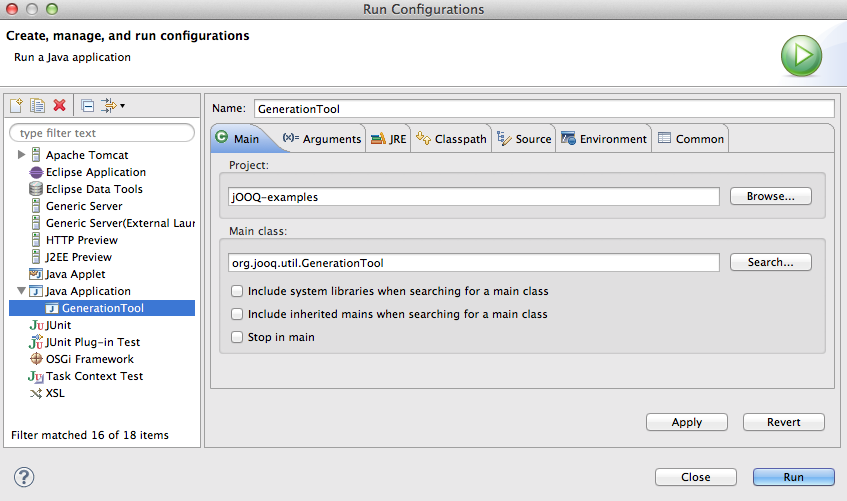 Run Configurations
Create, manage, and run configurations
Run a Java application
type filter text
Apache Tomcat
Eclipse Application
Eclipse Data Tools
Generic Server
Generic Server(External Laur
HTTP Preview
J2EE Preview
Java Applet
Java Application
GenerationTool
JUnit
JUnit Plug-in Test
OSGi Framework
Task Context Test
XSL
Filter matched 16 of 18 items
Name: GenerationTool
Main (x)= Arguments JRE Classpath Source Environment Common
Project:
jOOQ-examples Browse...
Main class:
org.jooq.util.GenerationTool Search...
Include system libraries when searching for a main class
Include inherited mains when searching for a main class
Stop in main
Apply Revert
? Close Run